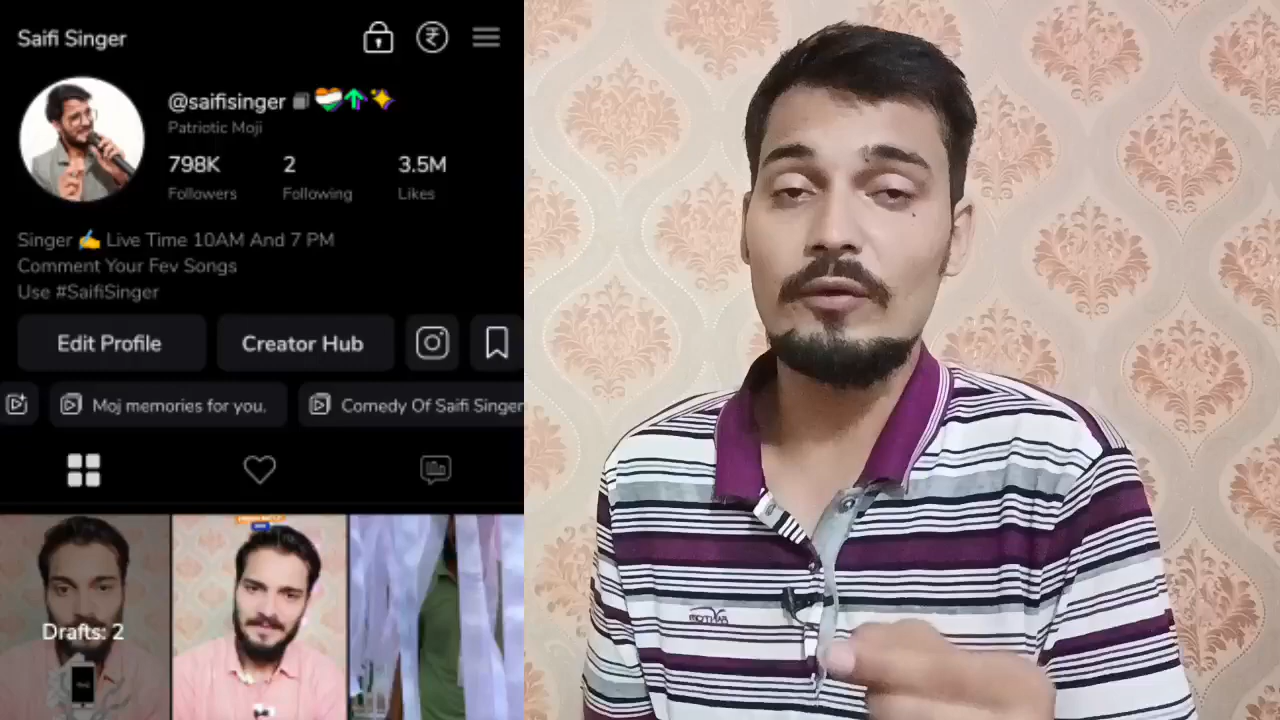 Saifi Singer
@saifisinger
Patriotic Moji
798K 2 3.5M
Followers Following Likes
Singer ✍️ Live Time 10AM And 7 PM
Comment Your Fev Songs
Use #SaifiSinger
Edit Profile Creator Hub
Moj memories for you. Comedy Of Saifi Singer
Drafts: 2